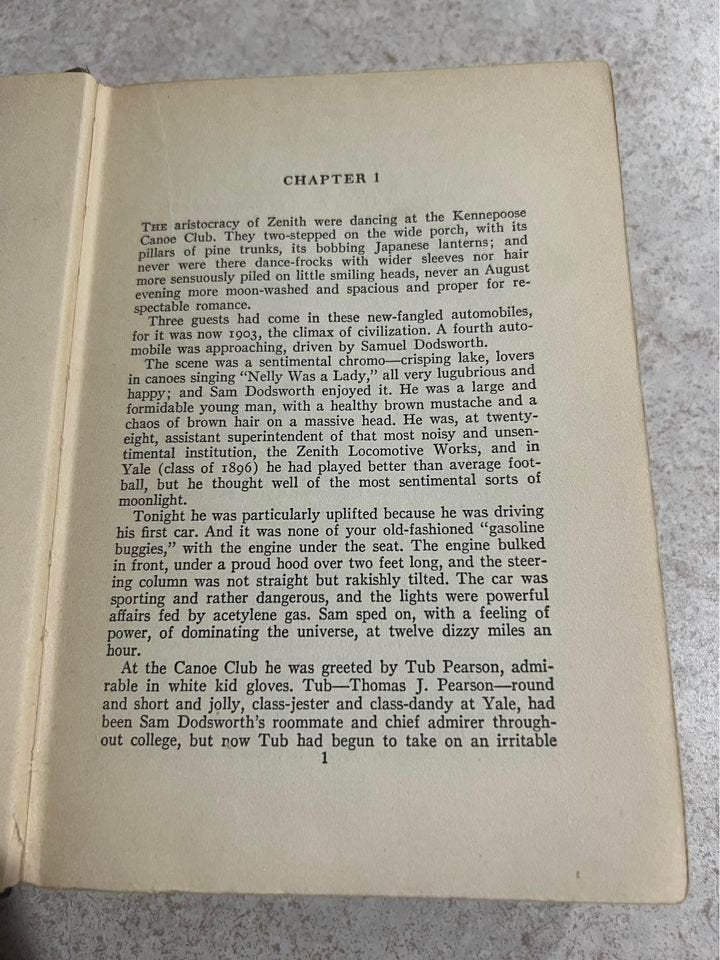 CHAPTER 1
THE aristocracy of Zenith were dancing at the Kennepoose
Canoe Club. They two-stepped on the wide porch, with its
pillars of pine trunks, its bobbing Japanese lanterns; and
never were there dance-frocks with wider sleeves nor hair
more sensuously piled on little smiling heads, never an August
evening more moon-washed and spacious and proper for re-
spectable romance.
Three guests had come in these new-fangled automobiles,
for it was now 1903, the climax of civilization. A fourth auto-
mobile was approaching, driven by Samuel Dodsworth.
The scene was a sentimental chromo—crisping lake, lovers
in canoes singing "Nelly Was a Lady," all very lugubrious and
happy; and Sam Dodsworth enjoyed it. He was a large and
formidable young man, with a healthy brown mustache and a
chaos of brown hair on a massive head. He was, at twenty-
eight, assistant superintendent of that most noisy and unsen-
timental institution, the Zenith Locomotive Works, and in
Yale (class of 1896) he had played better than average foot-
ball, but he thought well of the most sentimental sorts of
moonlight.
Tonight he was particularly uplifted because he was driving
his first car. And it was none of your old-fashioned "gasoline
buggies," with the engine under the seat. The engine bulked
in front, under a proud hood over two feet long, and the steer-
ing column was not straight but rakishly tilted. The car was
sporting and rather dangerous, and the lights were powerful
affairs fed by acetylene gas. Sam sped on, with a feeling of
power, of dominating the universe, at twelve dizzy miles an
hour.
At the Canoe Club he was greeted by Tub Pearson, admi-
rable in white kid gloves. Tub—Thomas J. Pearson—round
and short and jolly, class-jester and class-dandy at Yale, had
been Sam Dodsworth's roommate and chief admirer through-
out college, but now Tub had begun to take on an irritable
1